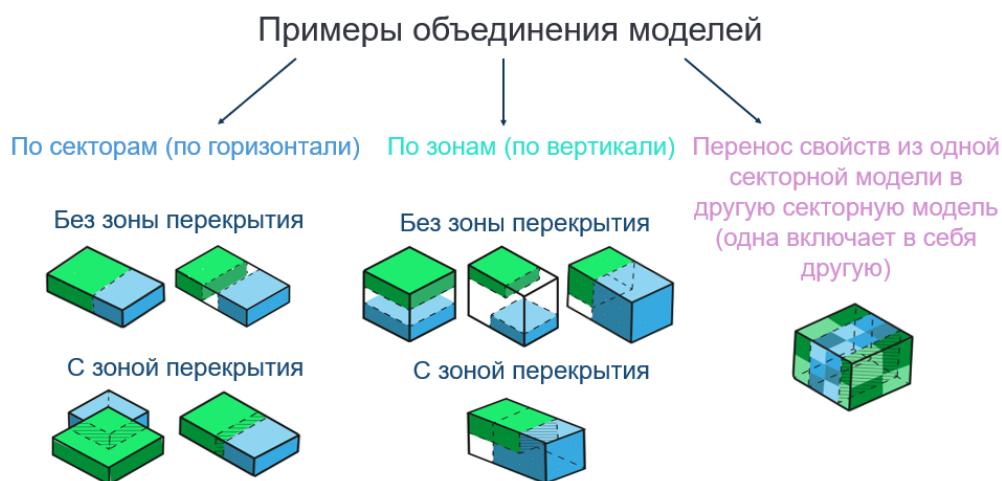 Примеры объединения моделей
По секторам (по горизонтали)
Без зоны перекрытия
С зоной перекрытия
По зонам (по вертикали)
Без зоны перекрытия
С зоной перекрытия
Перенос свойств из одной
секторной модели в
другую секторную модель
(одна включает в себя
другую)